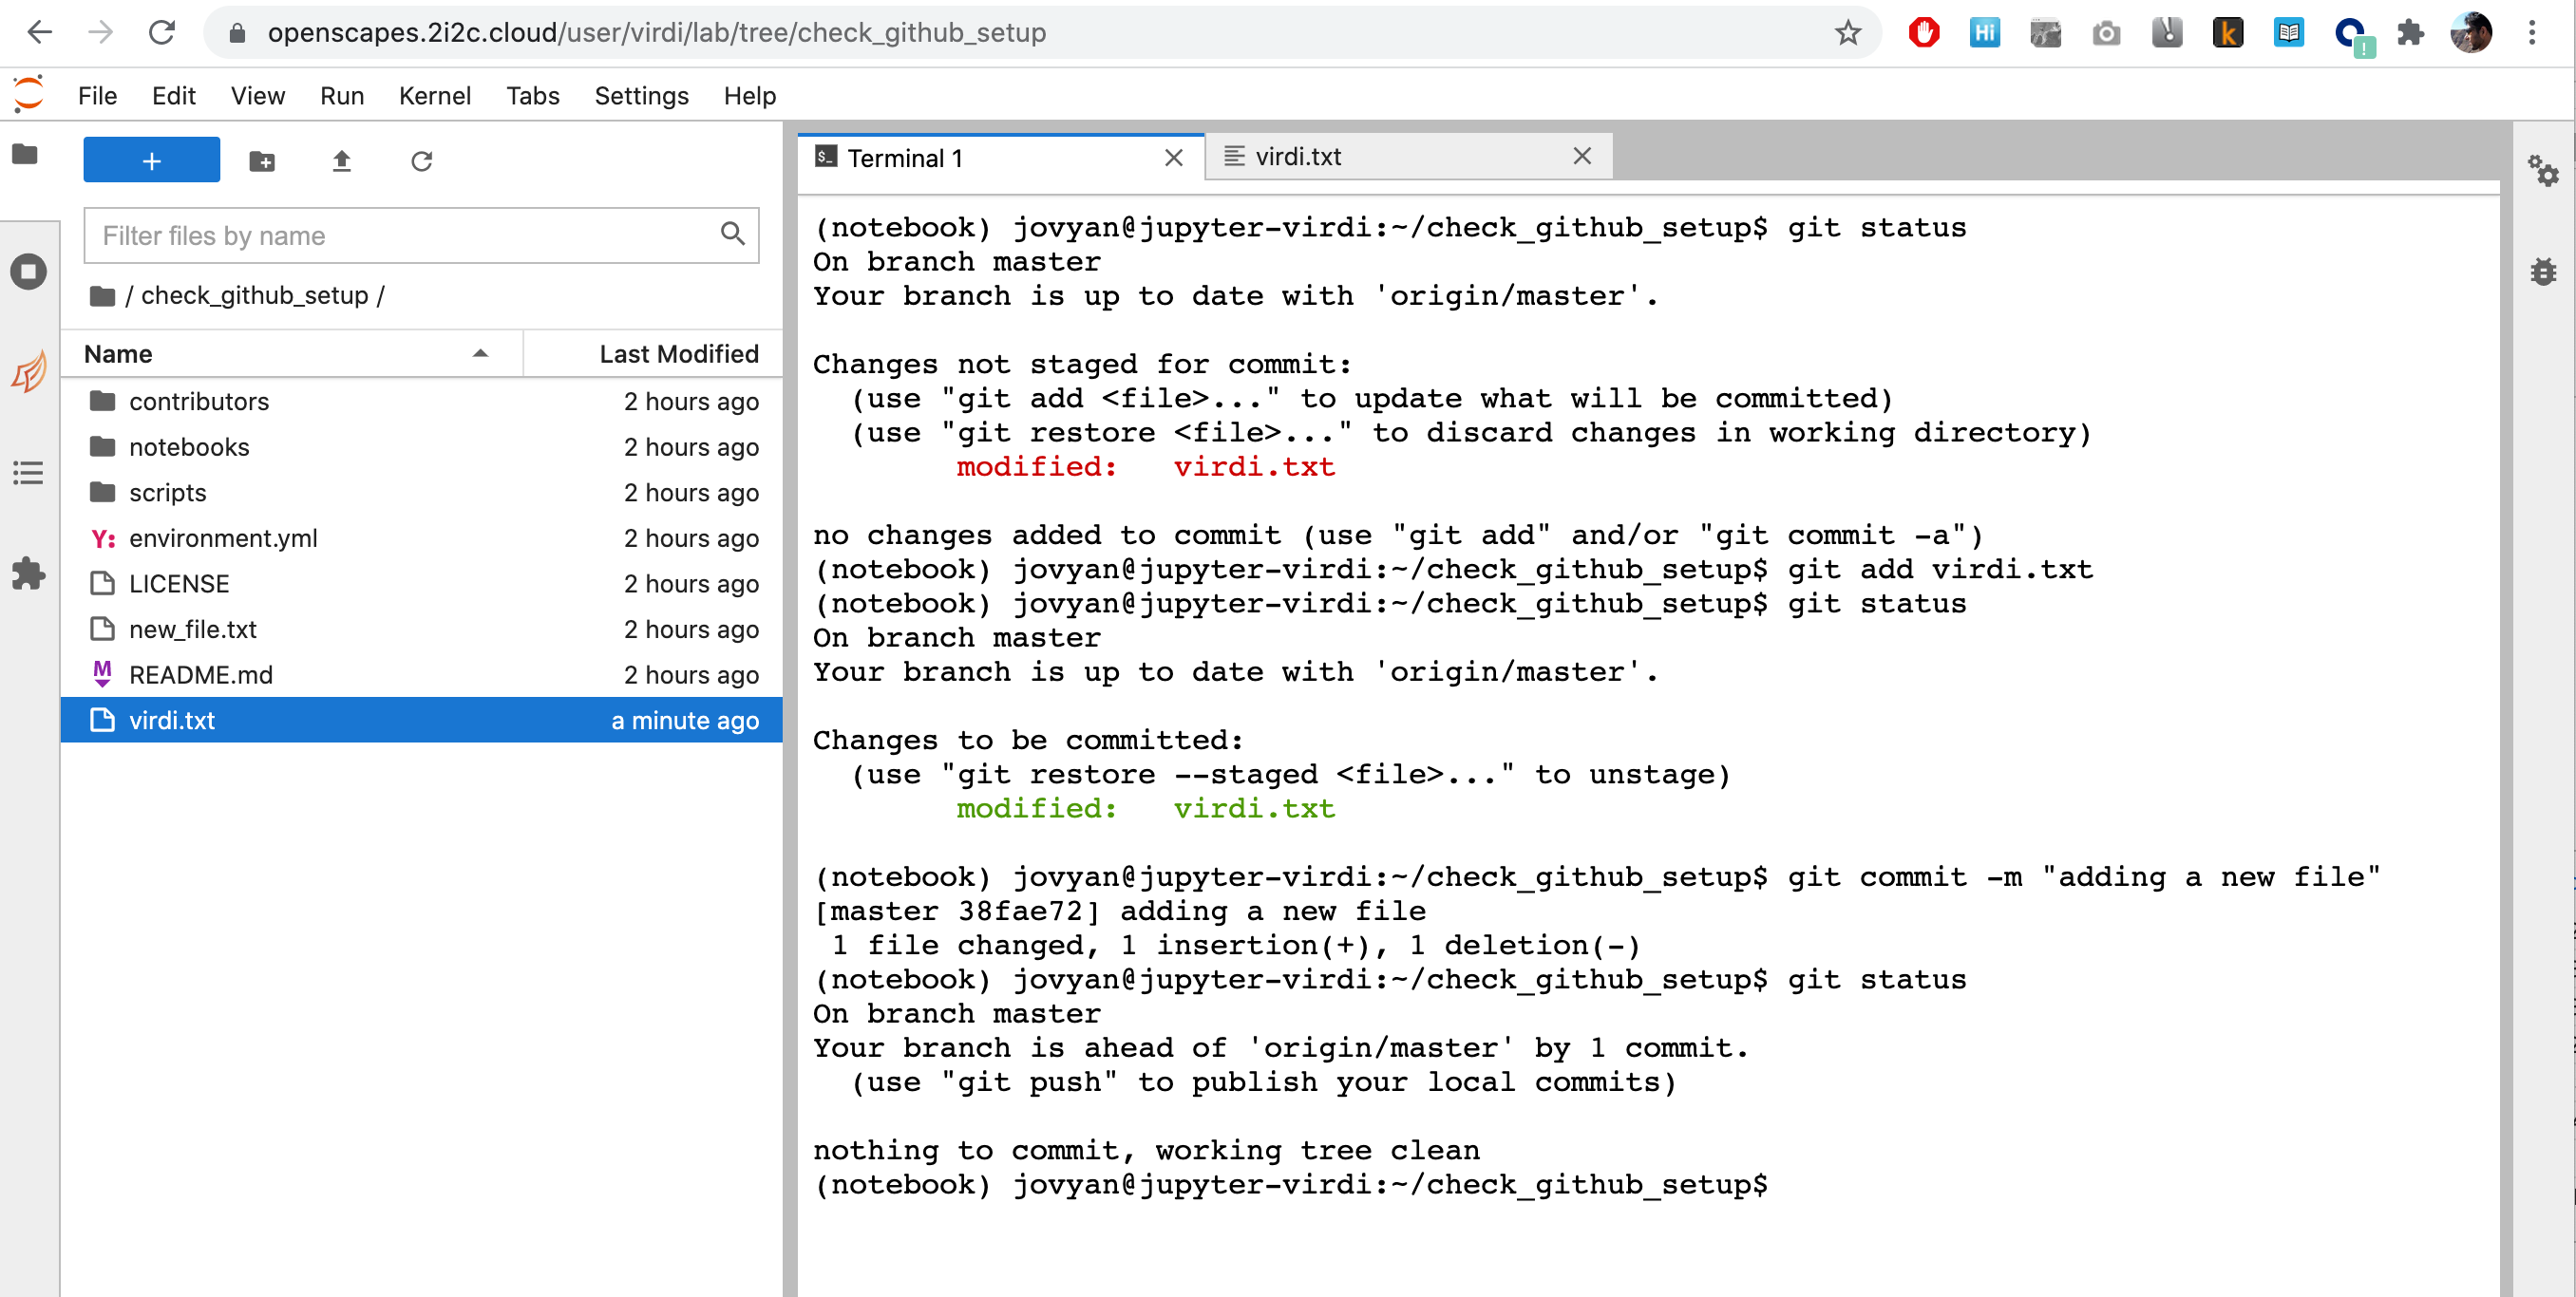 openscapes.2i2c.cloud/user/virdi/lab/tree/check_github_setup
Hi
k
!
File Edit View Run Kernel Tabs Settings Help
+
Filter files by name
/ check_github_setup /
Name Last Modified
contributors 2 hours ago
notebooks 2 hours ago
scripts 2 hours ago
Y: environment.yml 2 hours ago
LICENSE 2 hours ago
new_file.txt 2 hours ago
M README.md 2 hours ago
virdi.txt a minute ago
$_ Terminal 1
virdi.txt
(notebook) jovyan@jupyter-virdi:~/check_github_setup$ git status
On branch master
Your branch is up to date with 'origin/master'.
Changes not staged for commit:
  (use "git add <file>..." to update what will be committed)
  (use "git restore <file>..." to discard changes in working directory)
        modified:   virdi.txt
no changes added to commit (use "git add" and/or "git commit -a")
(notebook) jovyan@jupyter-virdi:~/check_github_setup$ git add virdi.txt
(notebook) jovyan@jupyter-virdi:~/check_github_setup$ git status
On branch master
Your branch is up to date with 'origin/master'.
Changes to be committed:
  (use "git restore --staged <file>..." to unstage)
        modified:   virdi.txt
(notebook) jovyan@jupyter-virdi:~/check_github_setup$ git commit -m "adding a new file"
[master 38fae72] adding a new file
 1 file changed, 1 insertion(+), 1 deletion(-)
(notebook) jovyan@jupyter-virdi:~/check_github_setup$ git status
On branch master
Your branch is ahead of 'origin/master' by 1 commit.
  (use "git push" to publish your local commits)
nothing to commit, working tree clean
(notebook) jovyan@jupyter-virdi:~/check_github_setup$